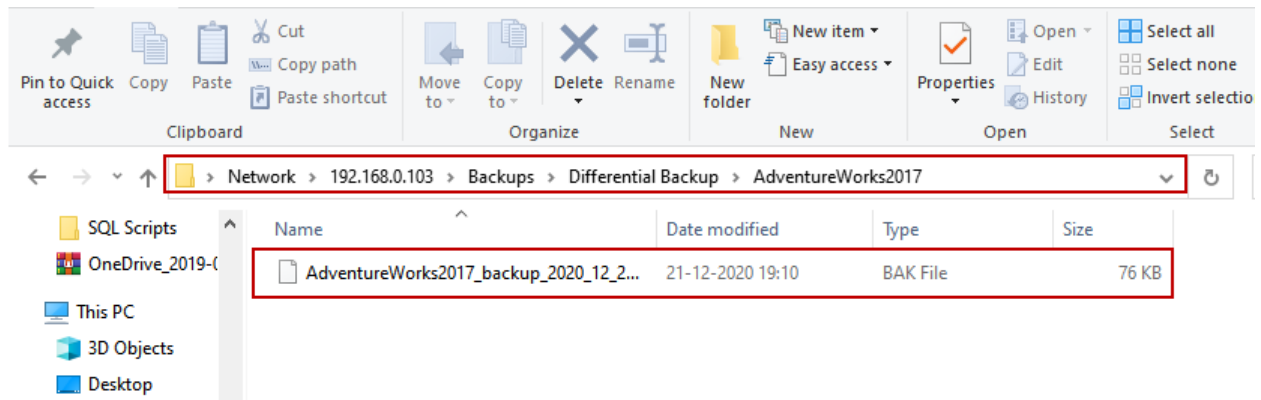 Pin to Quick access
Copy
Paste
Cut
Copy path
Paste shortcut
Clipboard
Move to
Copy to
Delete
Rename
Organize
New folder
New item
Easy access
New
Properties
Open
Edit
History
Open
Select all
Select none
Invert selectio
Select
Network > 192.168.0.103 > Backups > Differential Backup > AdventureWorks2017
SQL Scripts
OneDrive_2019-0
This PC
3D Objects
Desktop
Name Date modified Type Size
AdventureWorks2017_backup_2020_12_2... 21-12-2020 19:10 BAK File 76 KB